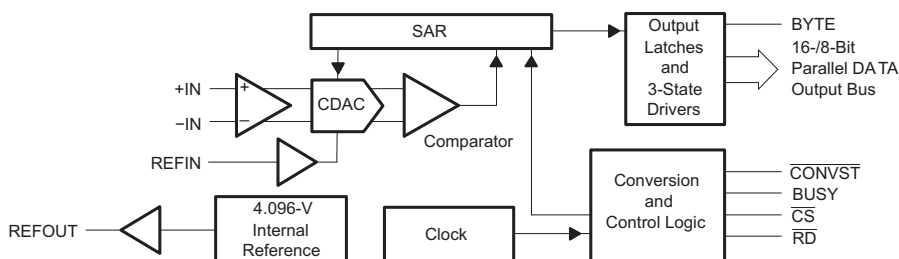 SAR
Output
Latches
and
3-State
Drivers
BYTE
16-/8-Bit
Parallel DATA
Output Bus
+IN
−IN
+
−
CDAC
Comparator
REFIN
REFOUT
4.096-V
Internal
Reference
Clock
Conversion
and
Control Logic
CONVST
BUSY
CS
RD